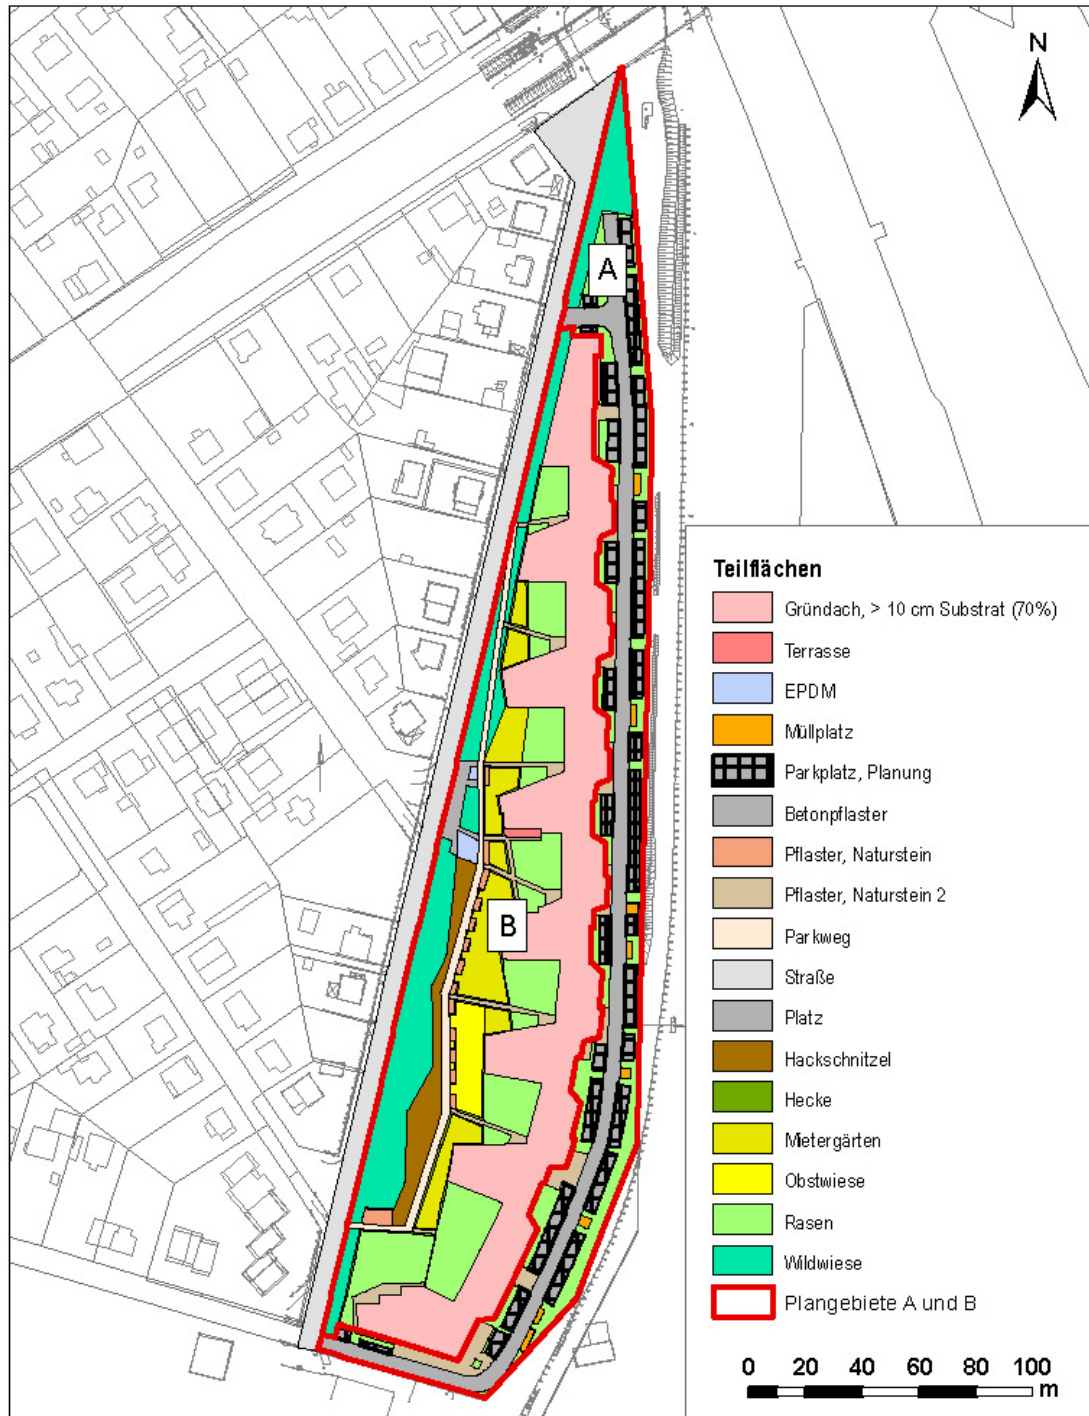 N
A
B
Teilflächen
Gründach, > 10 cm Substrat (70%)
Terrasse
EPDM
Müllplatz
Parkplatz, Planung
Betonpflaster
Pflaster, Naturstein
Pflaster, Naturstein 2
Parkweg
Straße
Platz
Hackschnitzel
Hecke
Mietergärten
Obstwiese
Rasen
Wildwiese
Plangebiete A und B
0 20 40 60 80 100
m